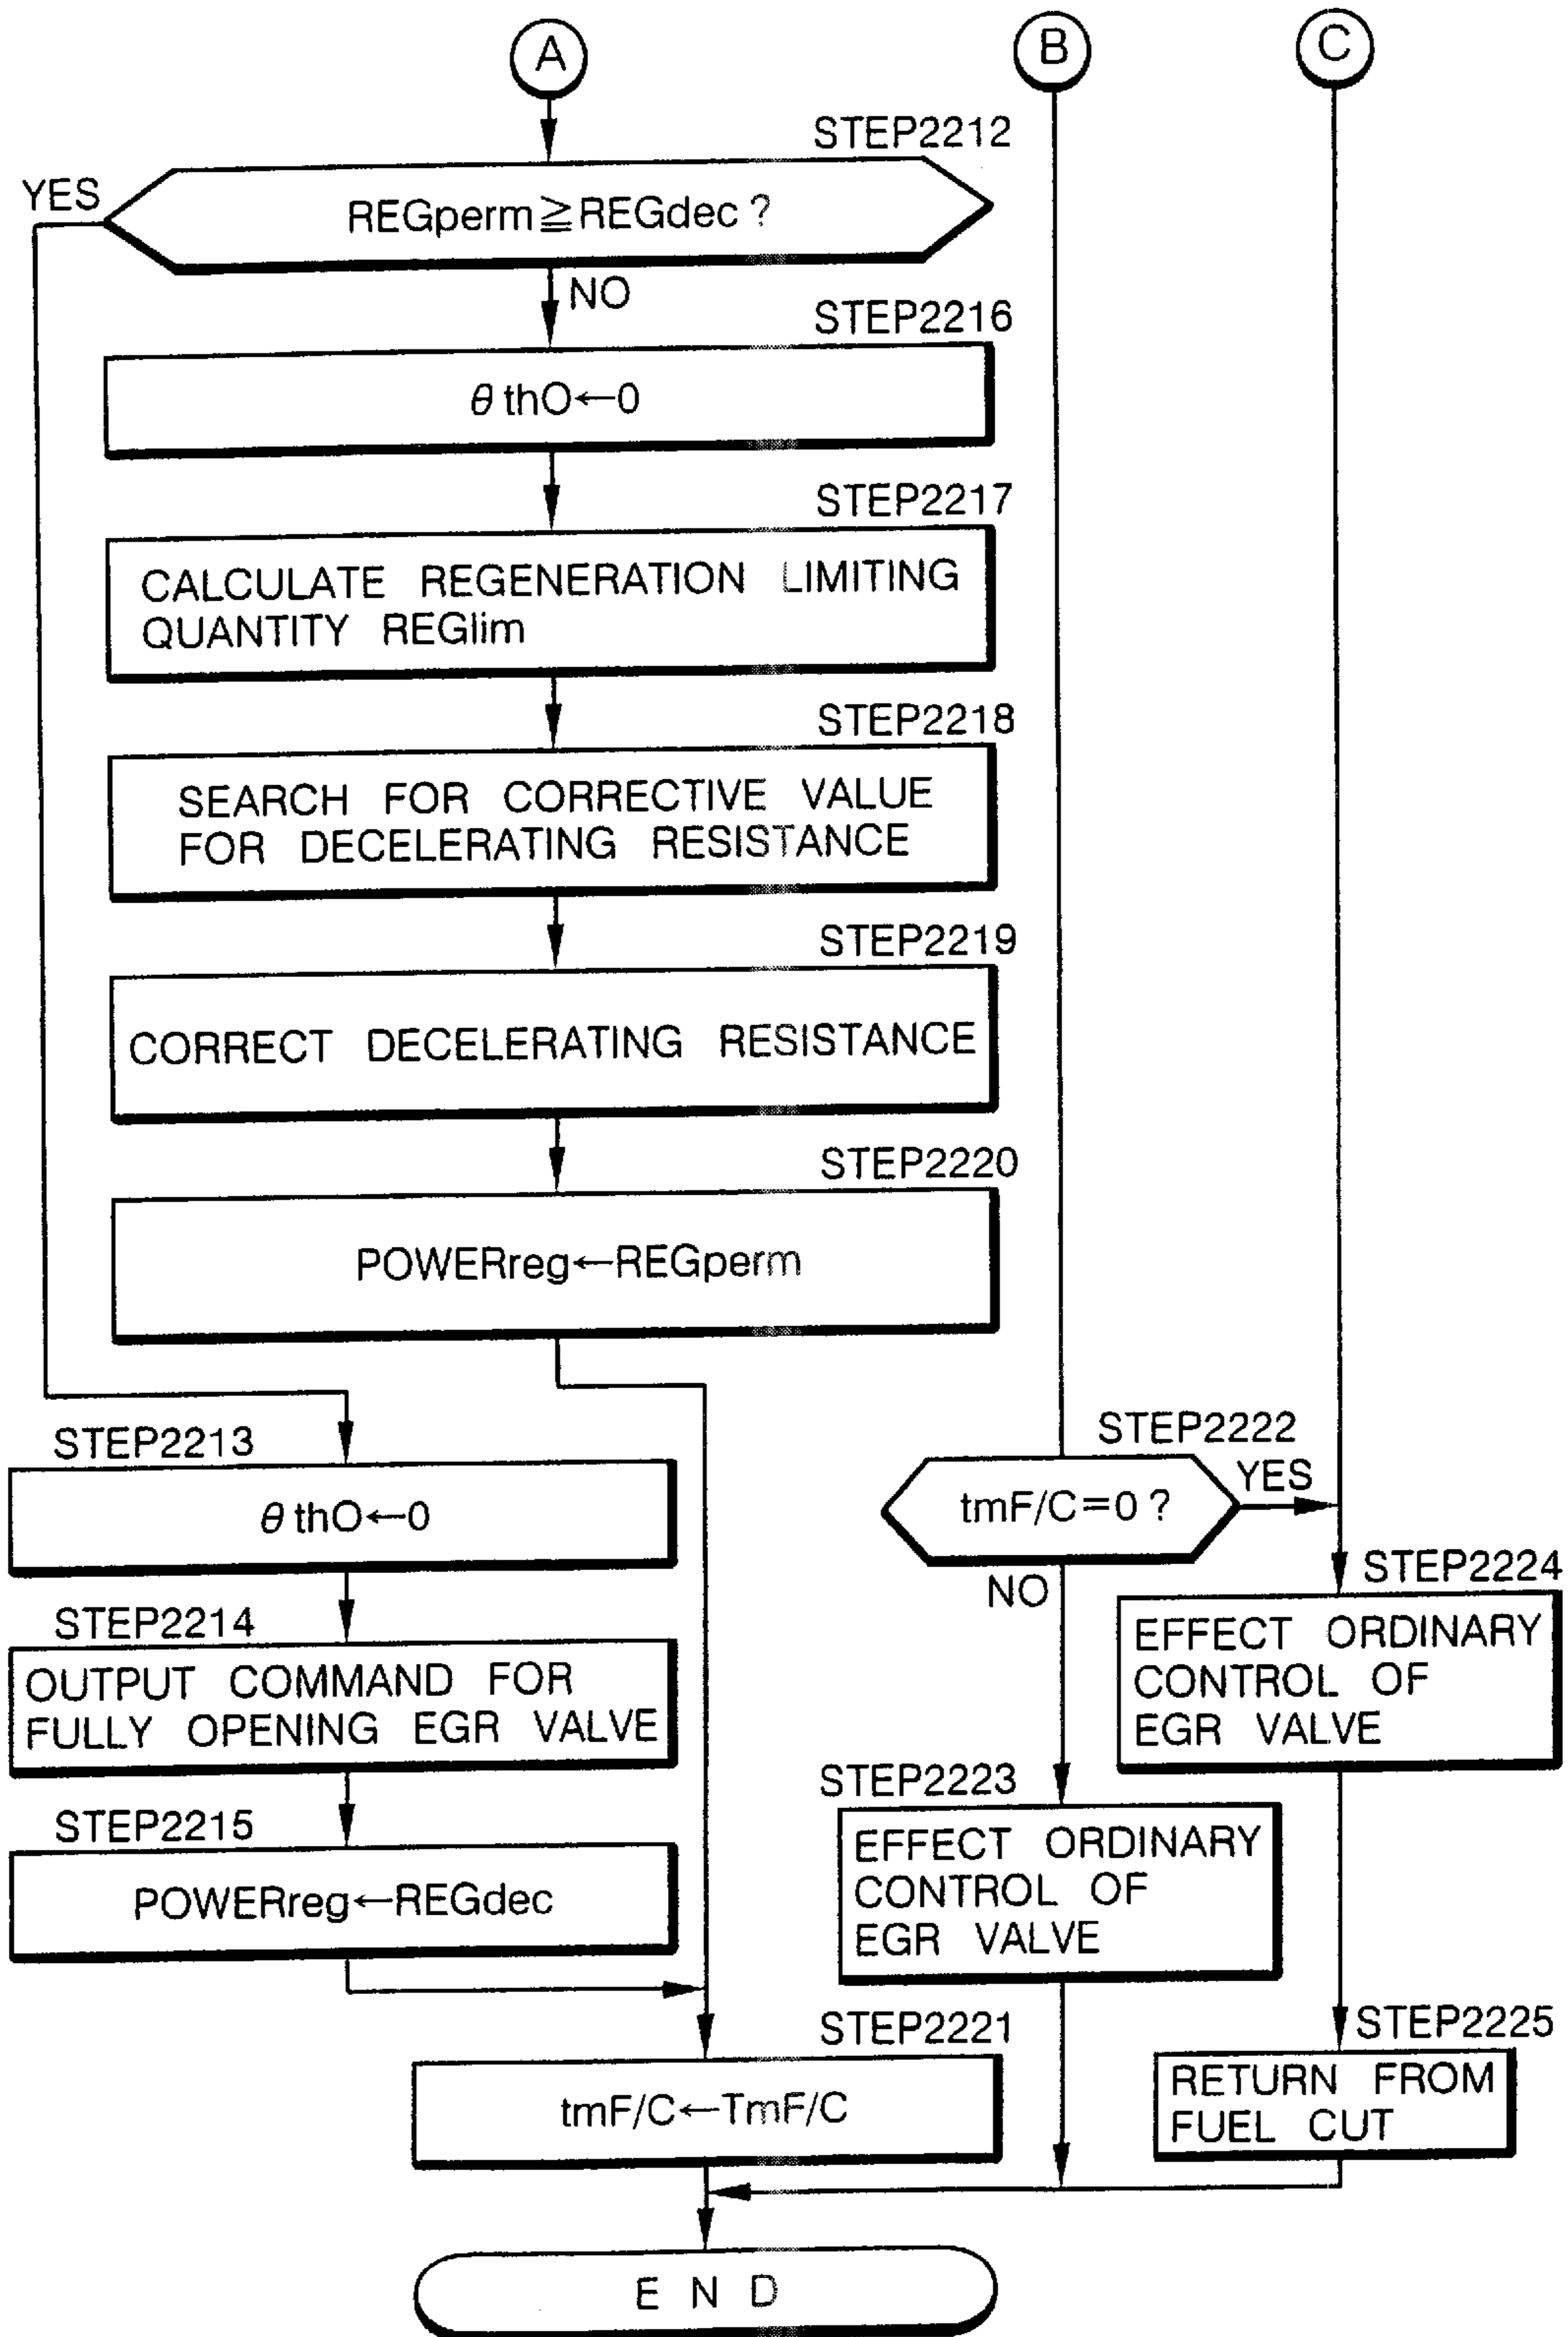 A
B
C
STEP2212
YES
REGperm≧REGdec ?
NO
STEP2216
θthO←0
STEP2217
CALCULATE REGENERATION LIMITING
QUANTITY REGlim
STEP2218
SEARCH FOR CORRECTIVE VALUE
FOR DECELERATING RESISTANCE
STEP2219
CORRECT DECELERATING RESISTANCE
STEP2220
POWERreg←REGperm
STEP2213
θthO←0
STEP2214
OUTPUT COMMAND FOR
FULLY OPENING EGR VALVE
STEP2215
POWERreg←REGdec
STEP2222
tmF/C=0 ?
YES
NO
STEP2224
EFFECT ORDINARY
CONTROL OF
EGR VALVE
STEP2223
EFFECT ORDINARY
CONTROL OF
EGR VALVE
STEP2225
RETURN FROM
FUEL CUT
STEP2221
tmF/C←TmF/C
END